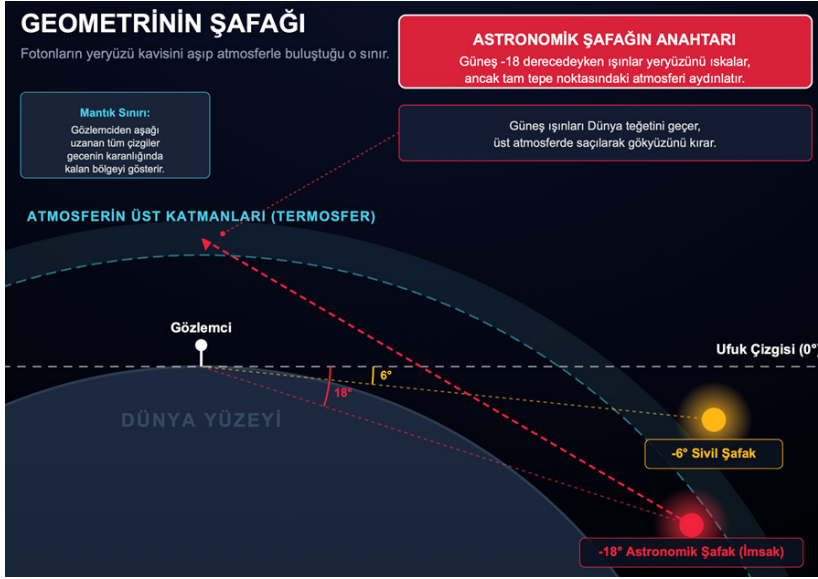 GEOMETRİNİN ŞAFAĞI
Fotonların yeryüzü kavisini aşıp atmosferle buluştuğu o sınır.
ASTRONOMİK ŞAFAĞIN ANAHTARI
Güneş -18 derecedeyken ışınlar yeryüzünü ıskalar,
ancak tam tepe noktasındaki atmosferi aydınlatır.
Mantık Sınırı:
Gözlemciden aşağı
uzanan tüm çizgiler
gecenin karanlığında
kalan bölgeyi gösterir.
Güneş ışınları Dünya teğetini geçer,
üst atmosferde saçılarak gökyüzünü kırar.
ATMOSFERİN ÜST KATMANLARI (TERMOSFER)
Gözlemci
Ufuk Çizgisi (0°)
6°
18°
DÜNYA YÜZEYİ
-6° Sivil Şafak
-18° Astronomik Şafak (İmsak)